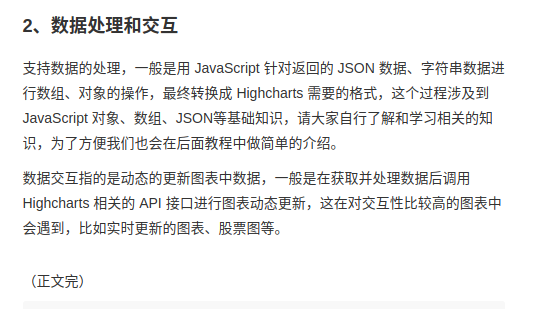 2、数据处理和交互
支持数据的处理，一般是用 JavaScript 针对返回的 JSON 数据、字符串数据进
行数组、对象的操作，最终转换成 Highcharts 需要的格式，这个过程涉及到
JavaScript 对象、数组、JSON等基础知识，请大家自行了解和学习相关的知
识，为了方便我们也会在后面教程中做简单的介绍。
数据交互指的是动态的更新图表中数据，一般是在获取并处理数据后调用
Highcharts 相关的 API 接口进行图表动态更新，这在对交互性比较高的图表中
会遇到，比如实时更新的图表、股票图等。
（正文完）